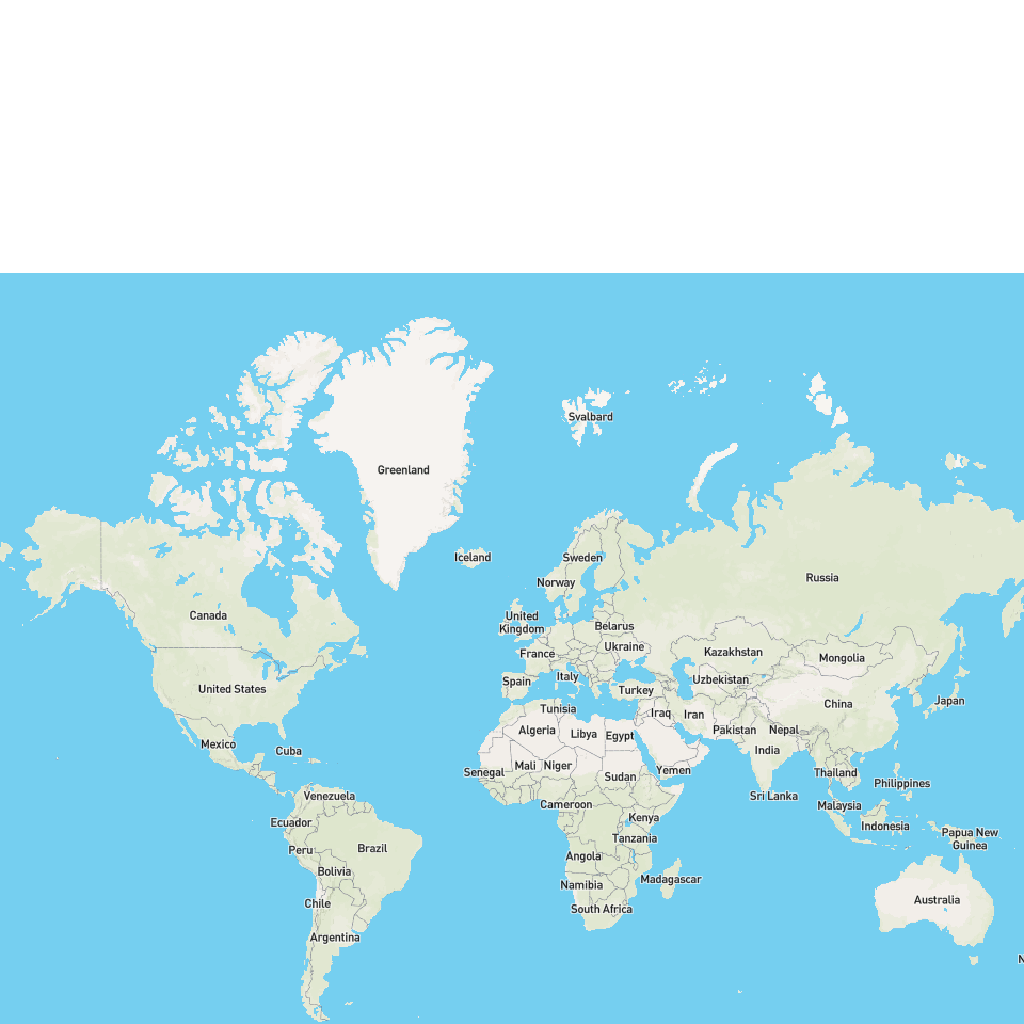 Svalbard
Greenland
Iceland
Sweden
Norway
Russia
Canada
United
Kingdom
Belarus
Ukraine
France
Kazakhstan
Mongolia
Italy
Spain
Uzbekistan
United States
Turkey
Japan
China
Tunisia
Iraq
Iran
Algeria
Libya
Egypt
Pakistan
Nepal
Mexico
Cuba
India
Mali
Niger
Senegal
Yemen
Thailand
Sudan
Philippines
Venezuela
Sri Lanka
Cameroon
Malaysia
Kenya
Ecuador
Indonesia
Papua New
Guinea
Tanzania
Peru
Brazil
Angola
Bolivia
Madagascar
Namibia
Australia
Chile
South Africa
Argentina
N